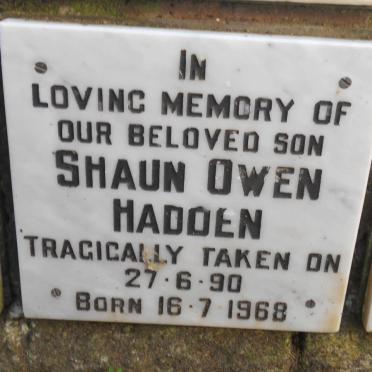 IN
LOVING MEMORY OF
OUR BELOVED SON
SHAUN OWEN
HADDEN
TRAGICALLY TAKEN ON
27·6·90
BORN 16·7·1968